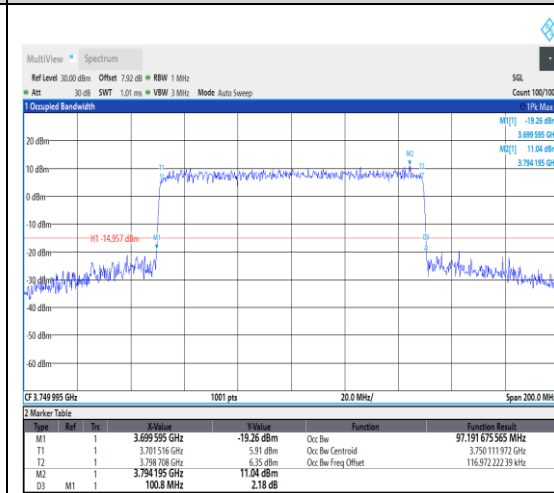 MultiView Spectrum
Ref Level 30.00 dBm Offset 7.92 dB RBW 1 MHz SGL
Att 30 dB SWT 1.01 ms VBW 3 MHz Mode Auto Sweep Count 100/100
1 Occupied Bandwidth 1Pk Max
M1[1] -19.26 dBm
3.699 595 GH
M2[1] 11.04 dBm
3.794 195 GH
20 dBm
10 dBm
0 dBm
-10 dBm
-20 dBm
-30 dBm
-40 dBm
-50 dBm
-60 dBm
T1
M2
T2
H1 -14.957 dBm
M1
D3
CF 3.749 995 GHz 1001 pts 20.0 MHz/ Span 200.0 MH
2 Marker Table
Type Ref Trc X-Value Y-Value Function Function Result
M1 1 3.699 595 GHz -19.26 dBm Occ Bw 97.191 675 565 MHz
T1 1 3.701 516 GHz 5.91 dBm Occ Bw Centroid 3.750 111 972 GHz
T2 1 3.798 708 GHz 6.35 dBm Occ Bw Freq Offset 116.972 222 39 kHz
M2 1 3.794 195 GHz 11.04 dBm
D3 M1 1 100.8 MHz 2.18 dB